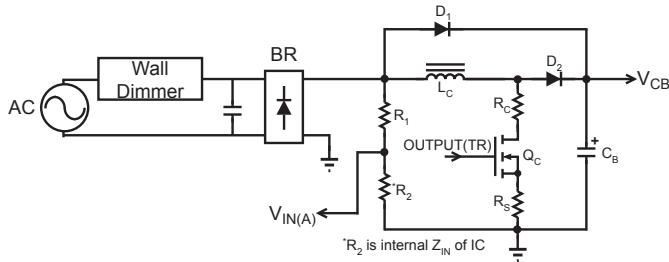 AC
Wall
Dimmer
BR
D1
LC
D2
VCB
R1
RC
OUTPUT(TR)
QC
CB
+
*R2
RS
VIN(A)
*R2 is internal ZIN of IC